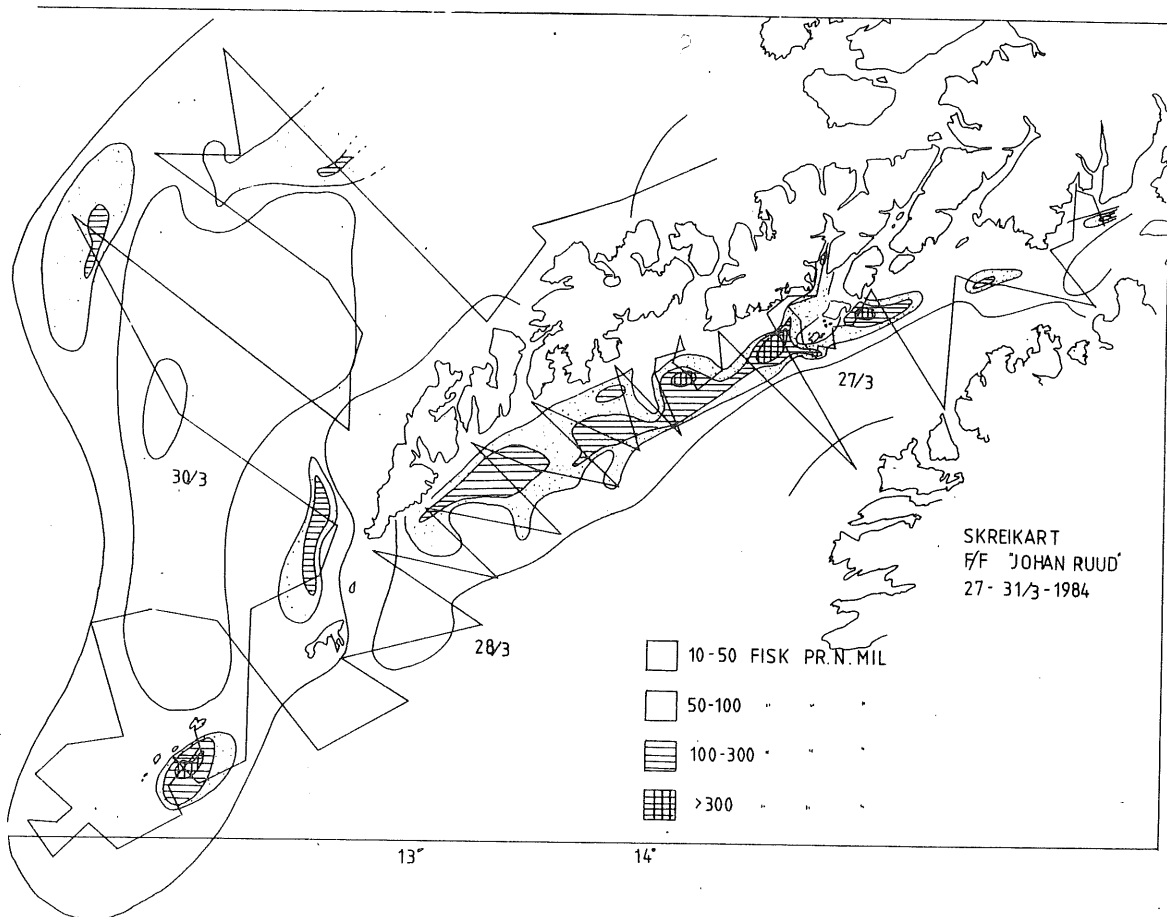 27/3
30/3
28/3
SKREIKART
F/F "JOHAN RUUD"
27 - 31/3 - 1984
10-50 FISK PR. N. MIL
50-100 " " "
100-300 " " "
>300 " " "
13° 14°